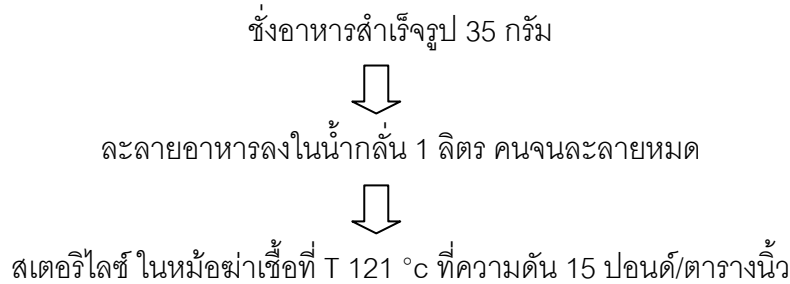 ชั่งอาหารสำเร็จรูป 35 กรัม
ละลายอาหารลงในน้ำกลั่น 1 ลิตร คนจนละลายหมด
สเตอริไลซ์ ในหม้อฆ่าเชื้อที่ T 121 °c ที่ความดัน 15 ปอนด์/ตารางนิ้ว